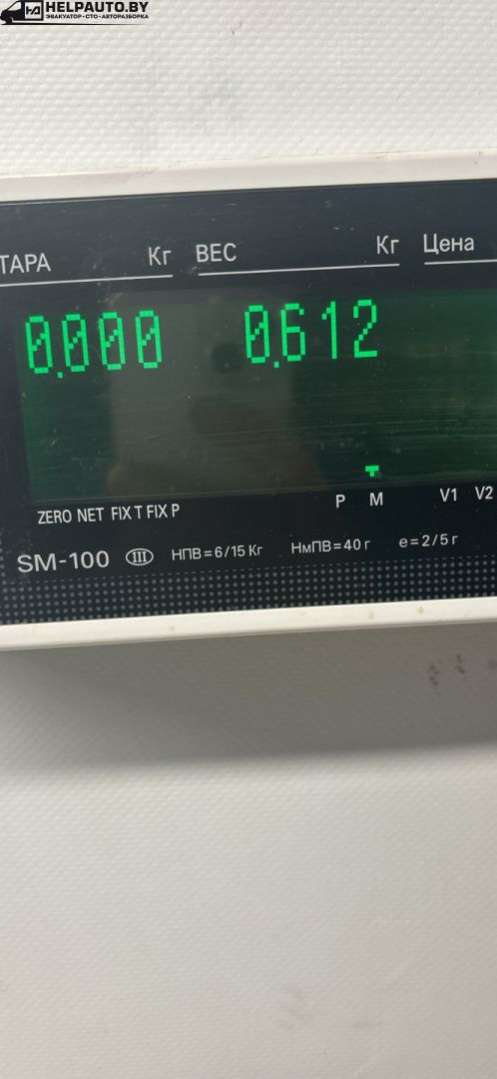 HELPAUTO.BY
ЭВАКУАТОР-СТО-АВТОРАЗБОРКА
ТАРА Кг ВЕС Кг Цена
0.000 0.612
ZERO NET FIX T FIX P P M V1 V2
SM-100 III НПВ=6/15 Кг НмПВ=40 г e=2/5 г